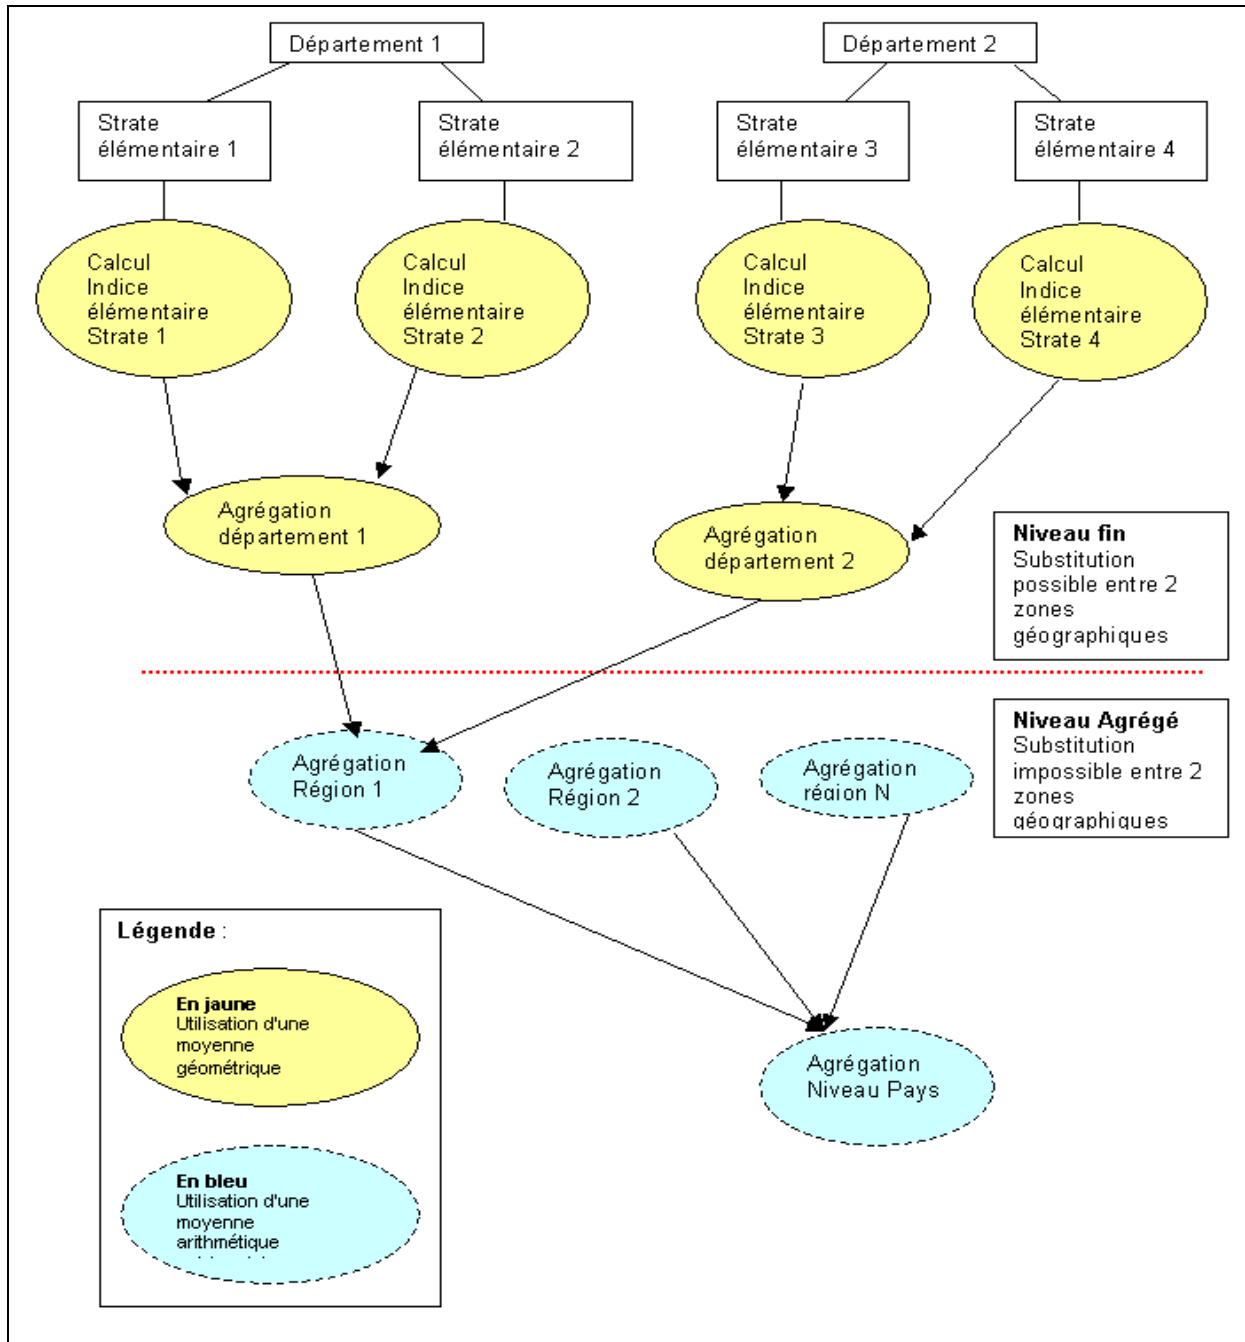 Département 1
Département 2
Strate
élémentaire 1
Strate
élémentaire 2
Strate
élémentaire 3
Strate
élémentaire 4
Calcul
Indice
élémentaire
Strate 1
Calcul
Indice
élémentaire
Strate 2
Calcul
Indice
élémentaire
Strate 3
Calcul
Indice
élémentaire
Strate 4
Agrégation
département 1
Agrégation
département 2
Niveau fin
Substitution
possible entre 2
zones
géographiques
Niveau Agrégé
Substitution
impossible entre 2
zones
géographiques
Agrégation
Région 1
Agrégation
Région 2
Agrégation
région N
Légende :
En jaune
Utilisation d'une
moyenne
géométrique
Agrégation
Niveau Pays
En bleu
Utilisation d'une
moyenne
arithmétique